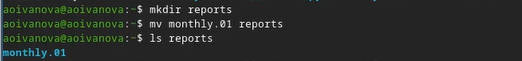 aoivanova@aoivanova:~$ mkdir reports
aoivanova@aoivanova:~$ mv monthly.01 reports
aoivanova@aoivanova:~$ ls reports
monthly.01